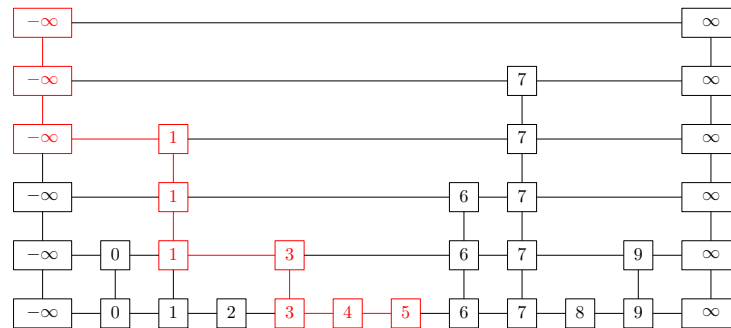 −∞ ∞
−∞ 7 ∞
−∞ 1 7 ∞
−∞ 1 6 7 ∞
−∞ 0 1 3 6 7 9 ∞
−∞ 0 1 2 3 4 5 6 7 8 9 ∞